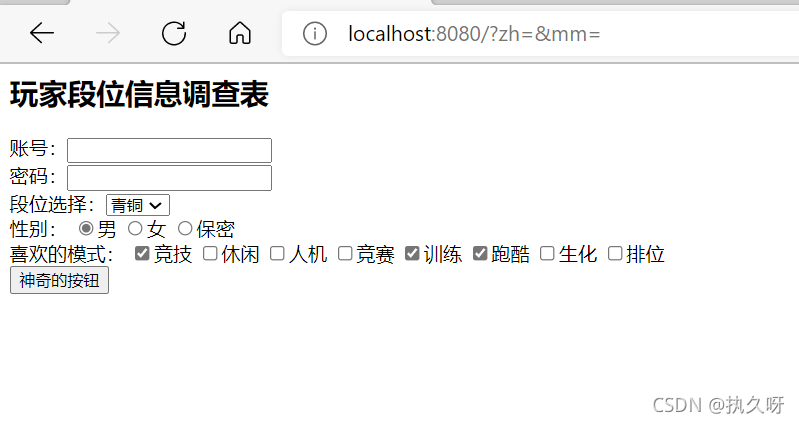 localhost:8080/?zh=&mm=
玩家段位信息调查表
账号：
密码：
段位选择：青铜
性别： 男 女 保密
喜欢的模式： 竞技 休闲 人机 竞赛 训练 跑酷 生化 排位
神奇的按钮
CSDN @执久呀